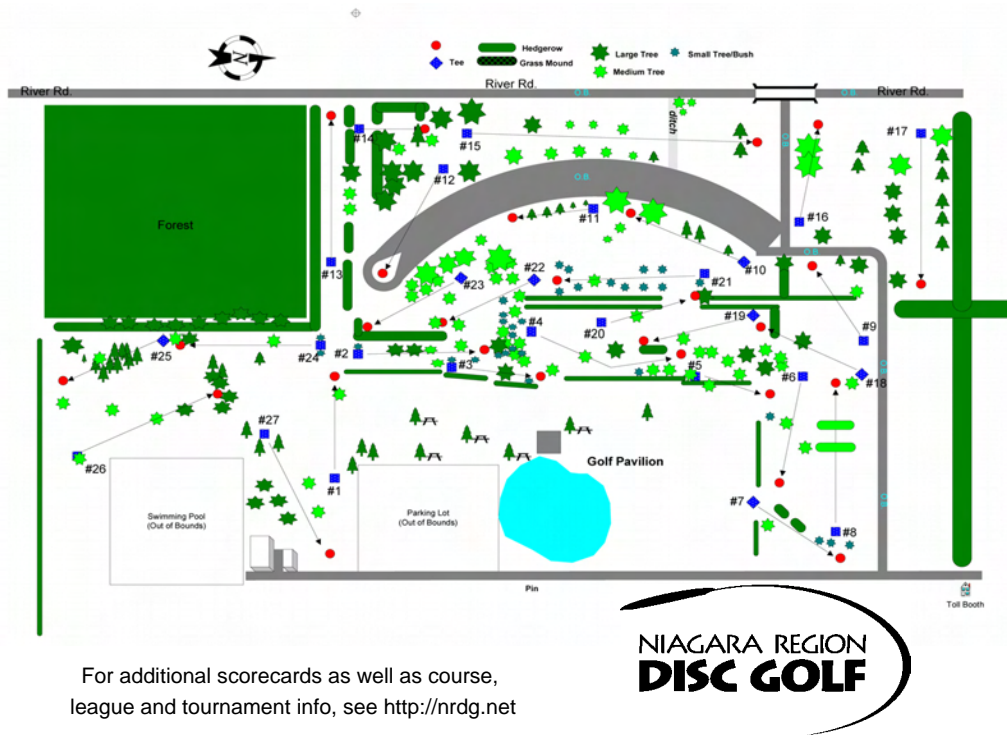 N
Hedgerow
Large Tree
Small Tree/Bush
Tee
Grass Mound
Medium Tree
River Rd.
River Rd.
O.B
O.B
River Rd.
#14
#15
ditch
O.B
#17
#12
O.B
#11
#16
Forest
#13
#10
O.B
#23
#22
#21
#19
#20
#4
#9
#25
#24
#2
#3
#5
#6
#18
O.B
#27
#26
Golf Pavilion
#1
#7
O.B
#8
Swimming Pool
(Out of Bounds)
Parking Lot
(Out of Bounds)
Pin
Toll Booth
NIAGARA REGION
DISC GOLF
For additional scorecards as well as course,
league and tournament info, see http://nrdg.net